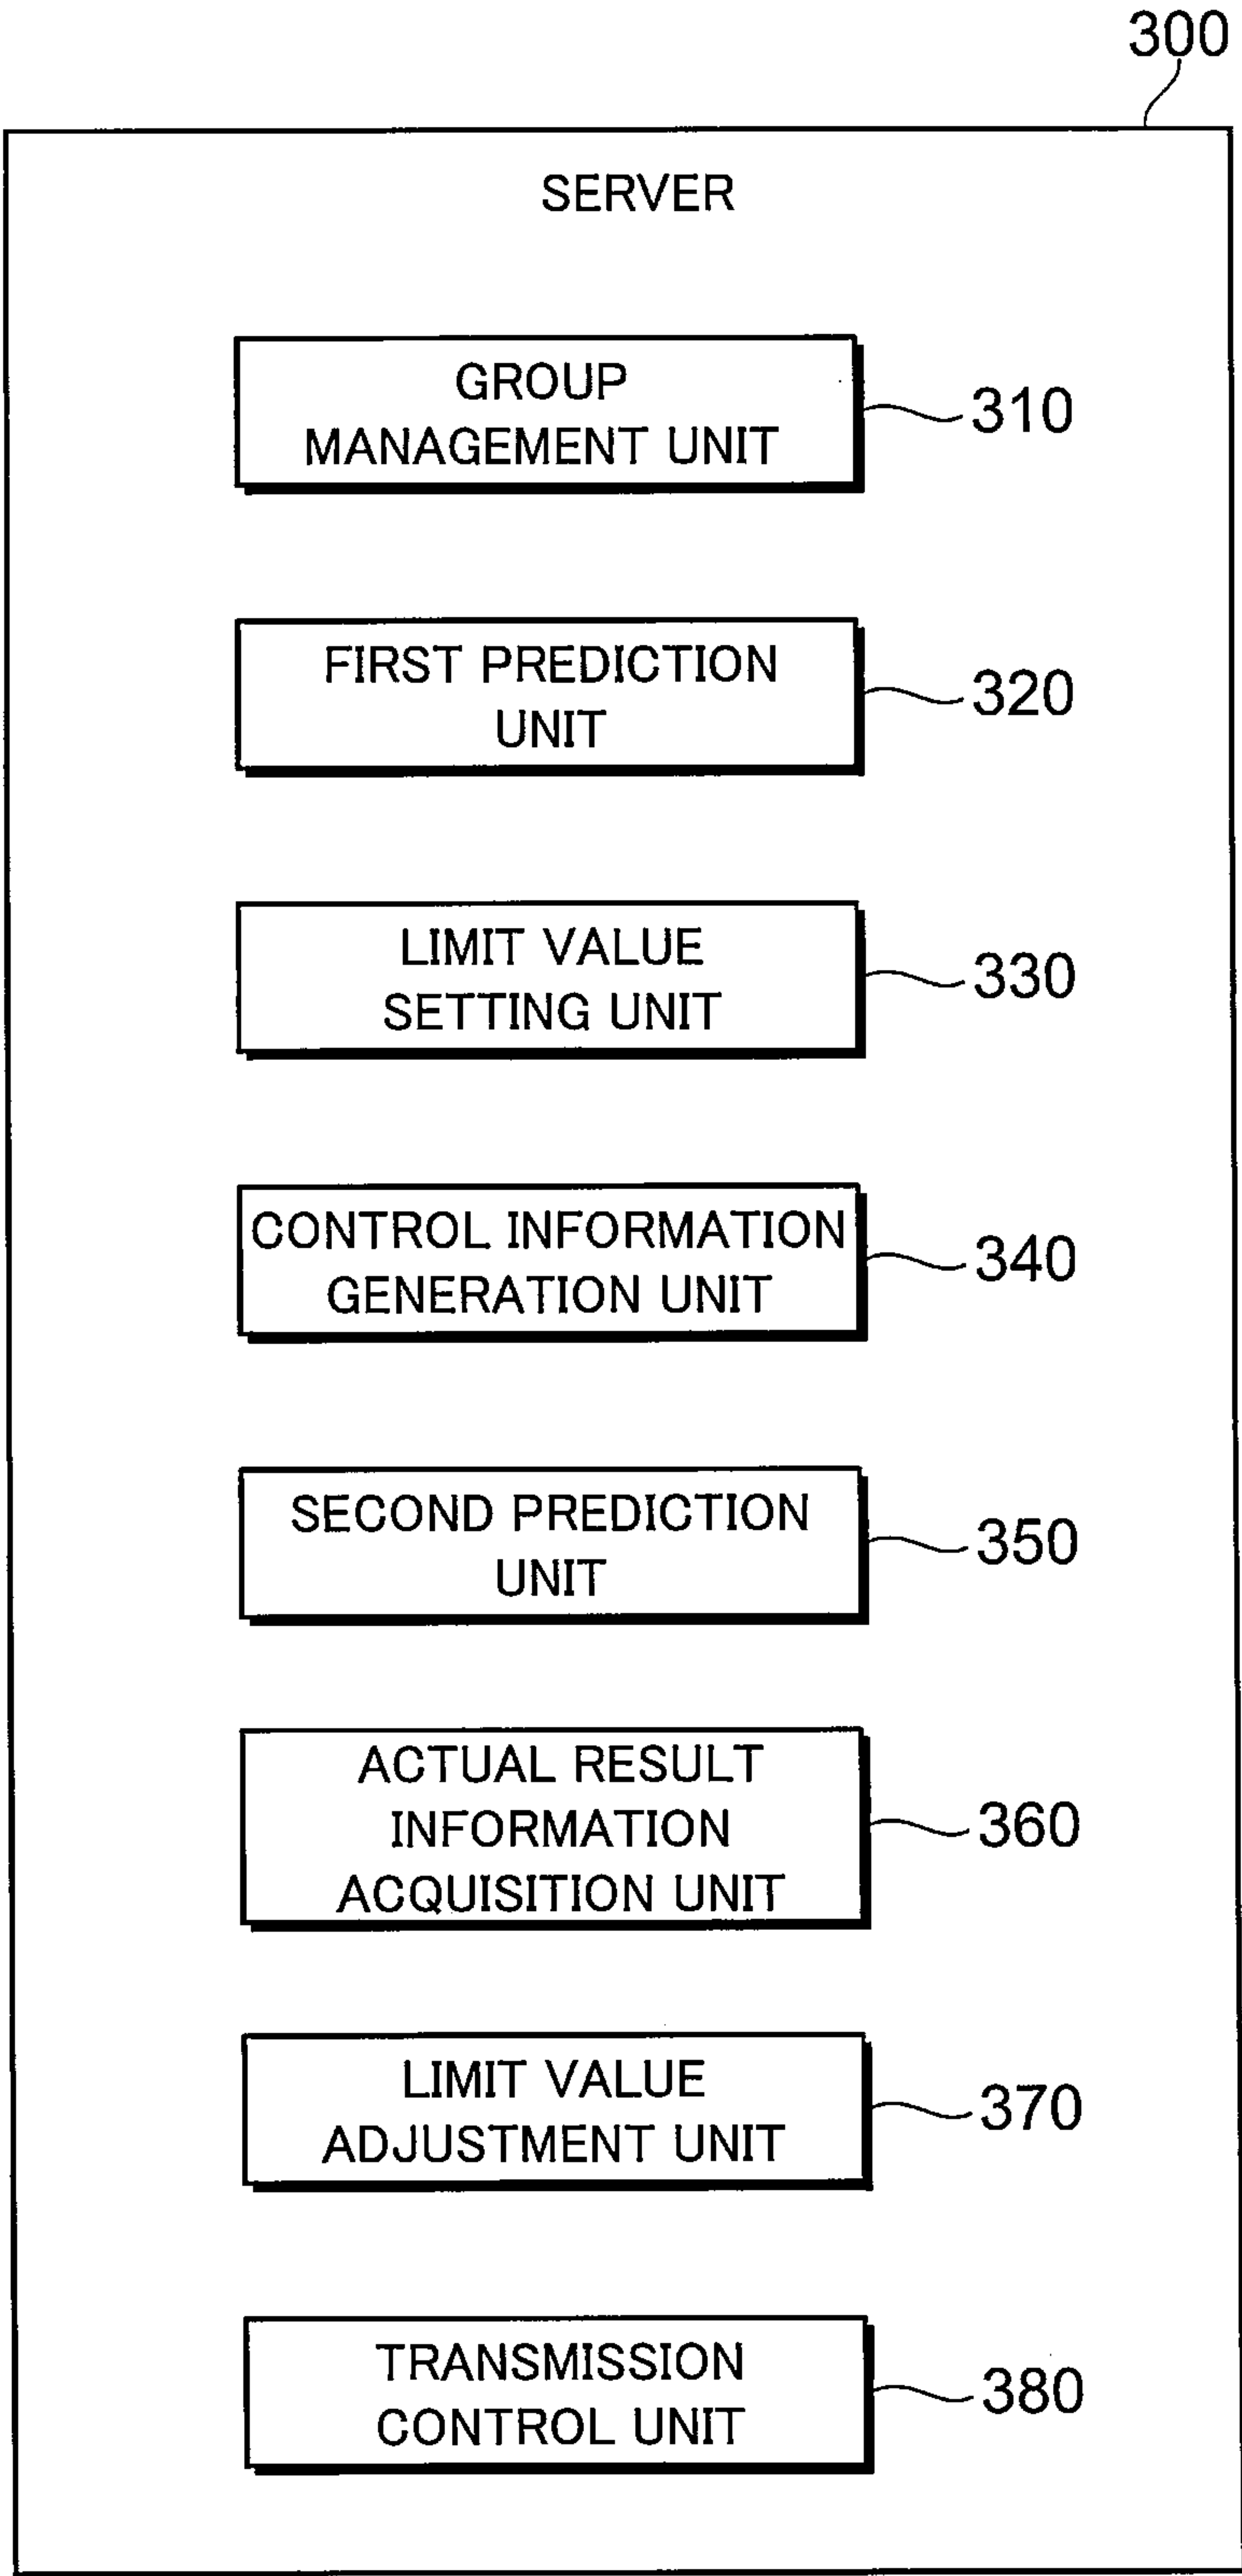 300
SERVER
GROUP
MANAGEMENT UNIT
310
FIRST PREDICTION
UNIT
320
LIMIT VALUE
SETTING UNIT
330
CONTROL INFORMATION
GENERATION UNIT
340
SECOND PREDICTION
UNIT
350
ACTUAL RESULT
INFORMATION
ACQUISITION UNIT
360
LIMIT VALUE
ADJUSTMENT UNIT
370
TRANSMISSION
CONTROL UNIT
380